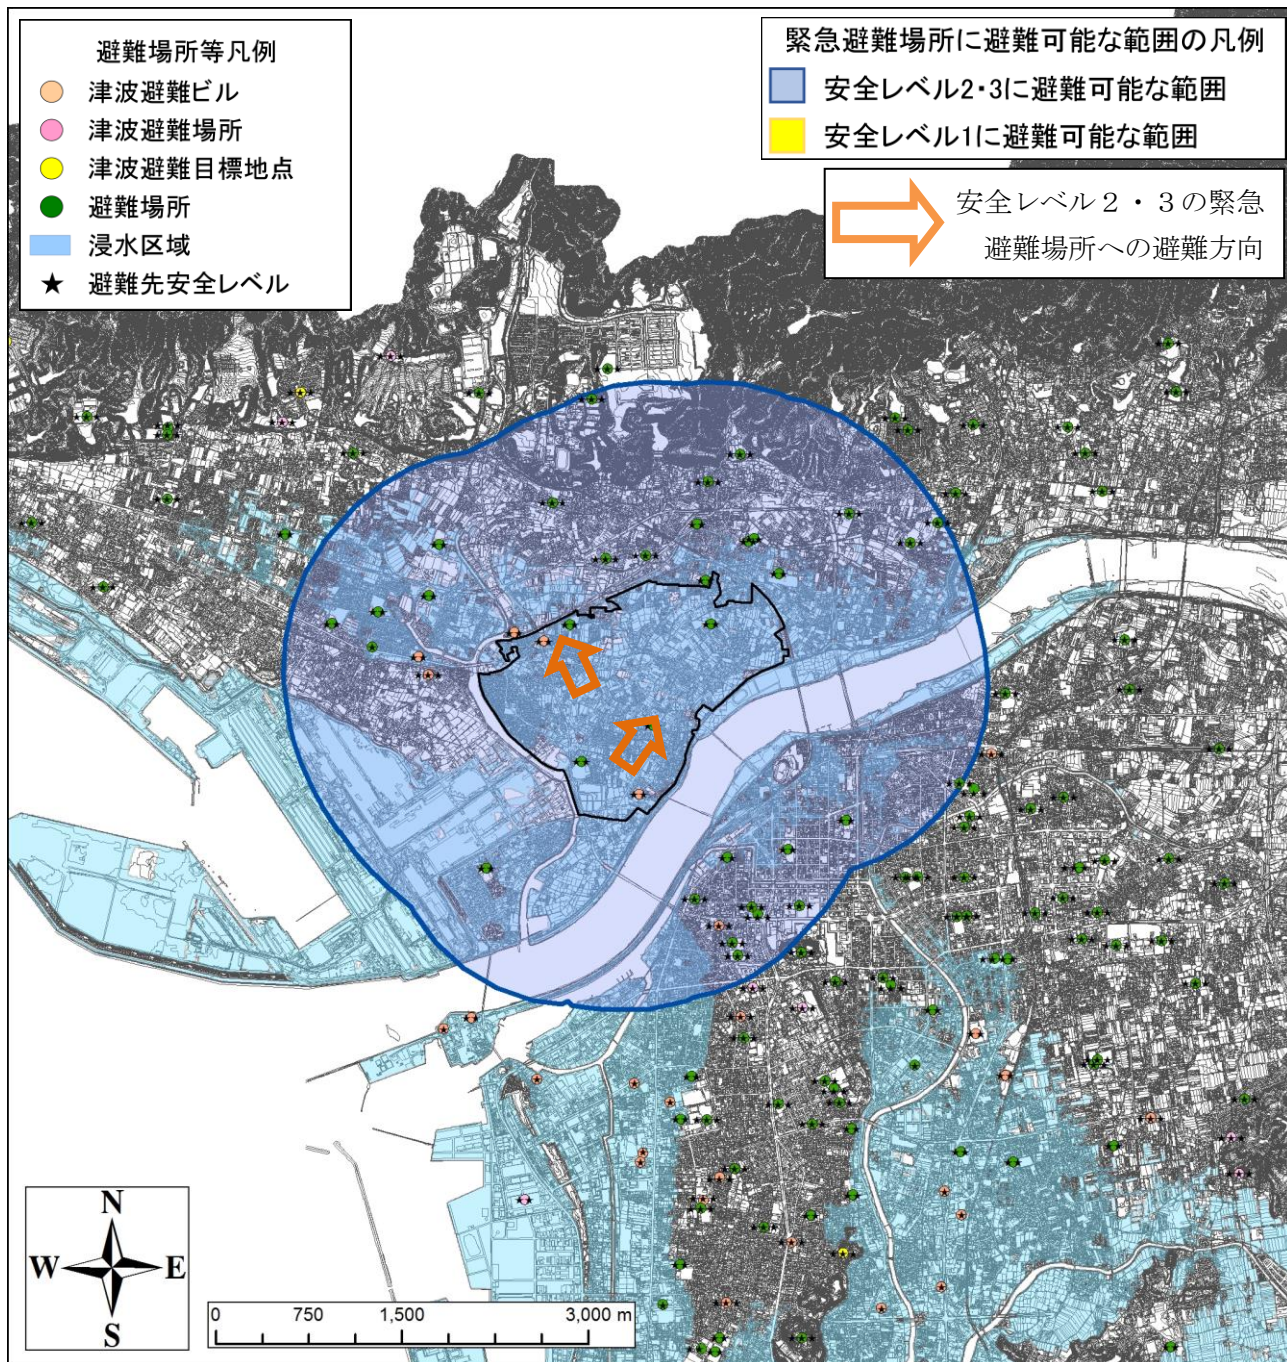 避難場所等凡例
津波避難ビル
津波避難場所
津波避難目標地点
避難場所
浸水区域
避難先安全レベル
緊急避難場所に避難可能な範囲の凡例
安全レベル2・3に避難可能な範囲
安全レベル1に避難可能な範囲
安全レベル２・３の緊急
避難場所への避難方向
N
W E
S
0 750 1,500 3,000 m